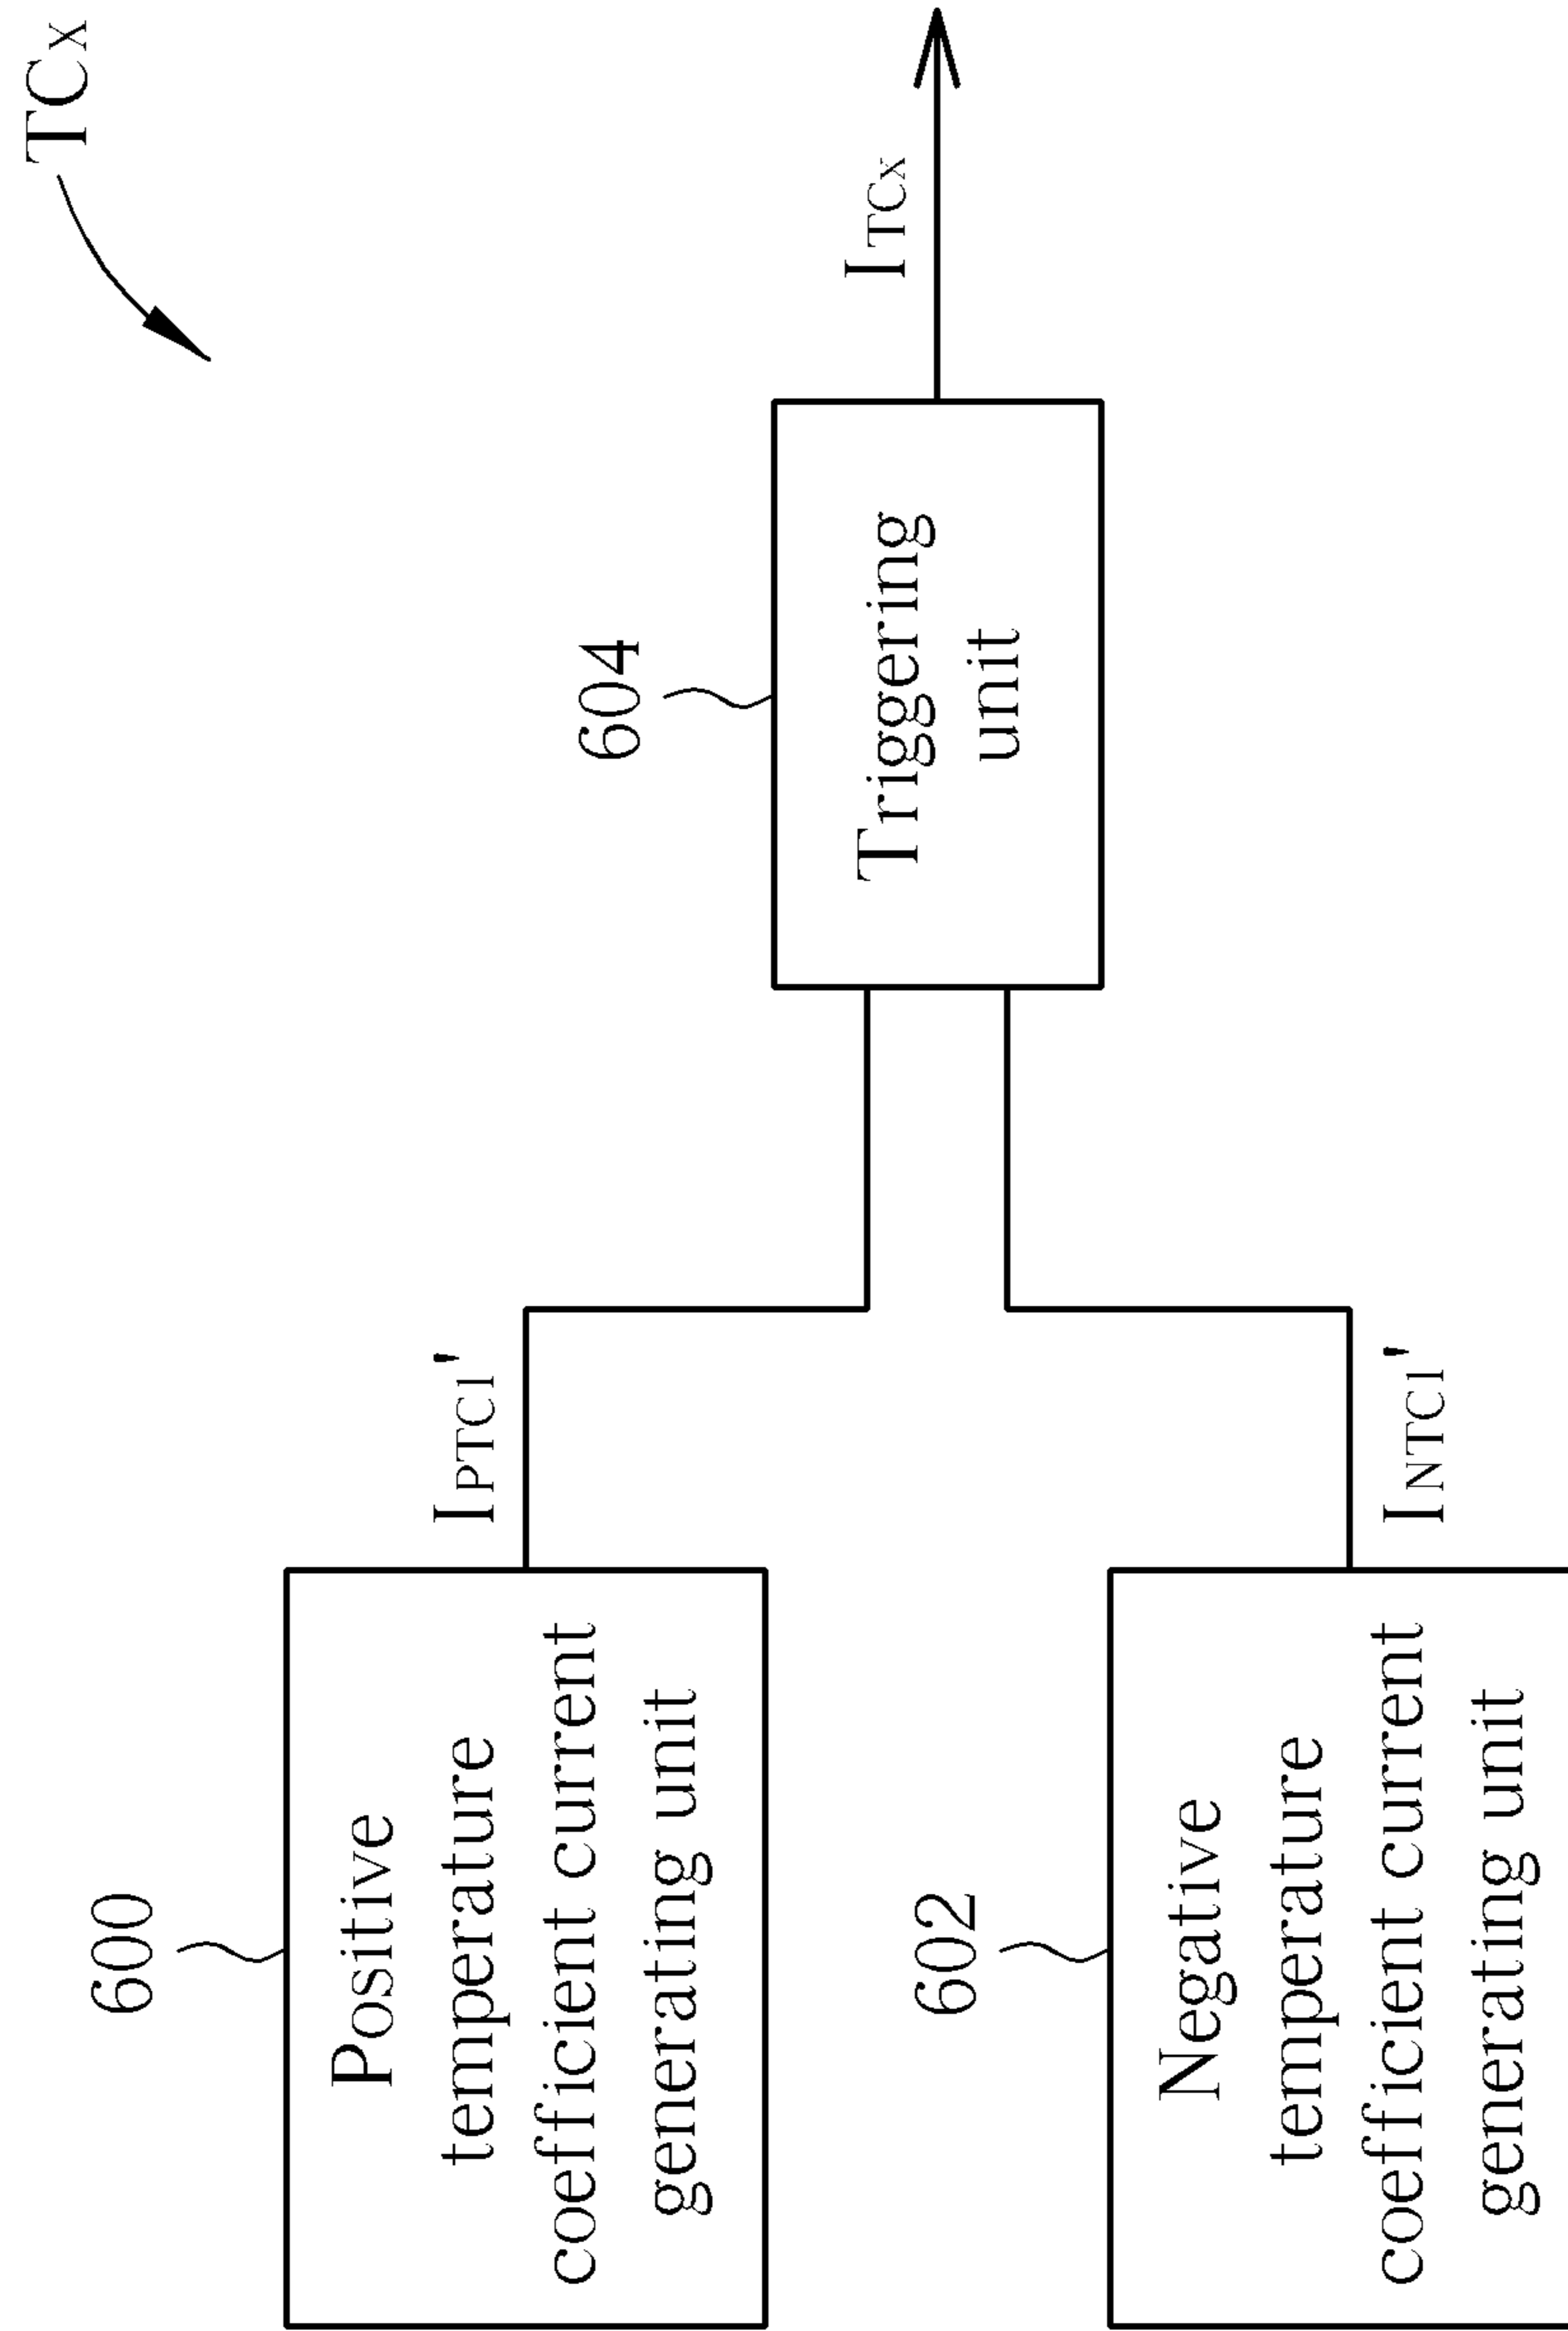 TCx
600
Positive
temperature
coefficient current
generating unit
IPTC1'
604
Triggering
unit
ITCx
602
Negative
temperature
coefficient current
generating unit
INTC1'